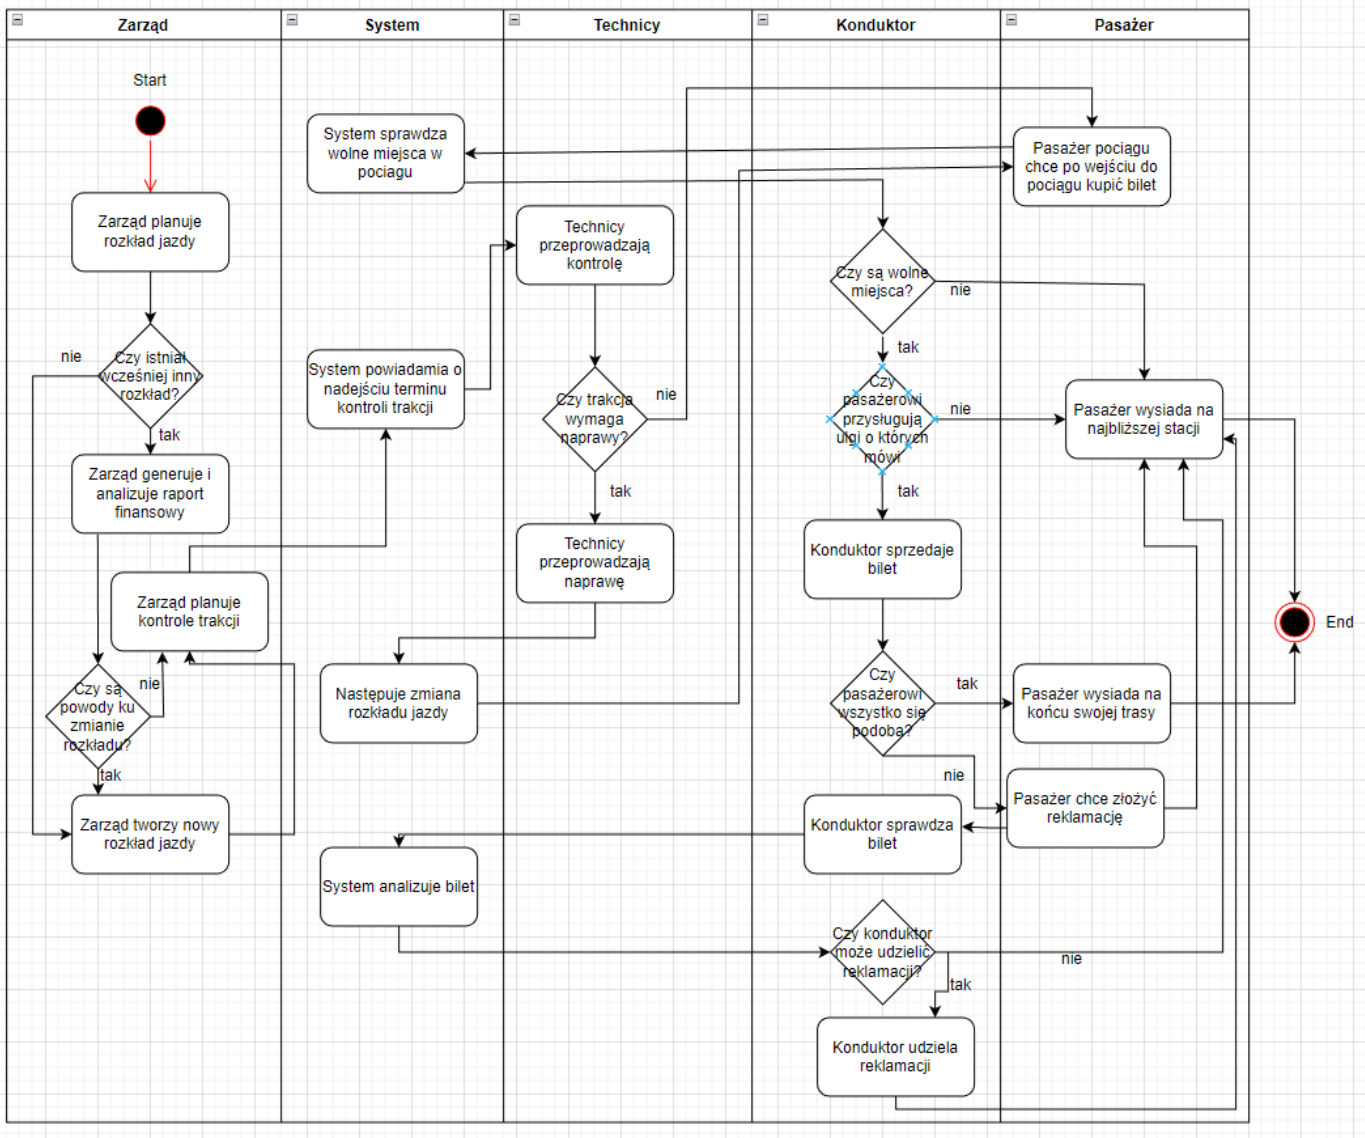 Zarząd
System
Technicy
Konduktor
Pasażer
Start
Zarząd planuje
rozkład jazdy
Czy istniał
wcześniej inny
rozkład?
nie
tak
Zarząd generuje i
analizuje raport
finansowy
Zarząd planuje
kontrole trakcji
Czy są
powody ku
zmianie
rozkładu?
nie
tak
Zarząd tworzy nowy
rozkład jazdy
System sprawdza
wolne miejsca w
pociagu
System powiadamia o
nadejściu terminu
kontroli trakcji
Następuje zmiana
rozkładu jazdy
System analizuje bilet
Technicy
przeprowadzają
kontrolę
Czy trakcja
wymaga
naprawy?
nie
tak
Technicy
przeprowadzają
naprawę
Czy są wolne
miejsca?
nie
tak
Czy
pasażerowi
przysługują
ulgi o których
mówi
nie
tak
Konduktor sprzedaje
bilet
Czy
pasażerowi
wszystko się
podoba?
tak
nie
Konduktor sprawdza
bilet
Czy konduktor
może udzielić
reklamacji?
nie
tak
Konduktor udziela
reklamacji
Pasażer pociągu
chce po wejściu do
pociągu kupić bilet
Pasażer wysiada na
najbliższej stacji
Pasażer wysiada na
końcu swojej trasy
Pasażer chce złożyć
reklamację
End